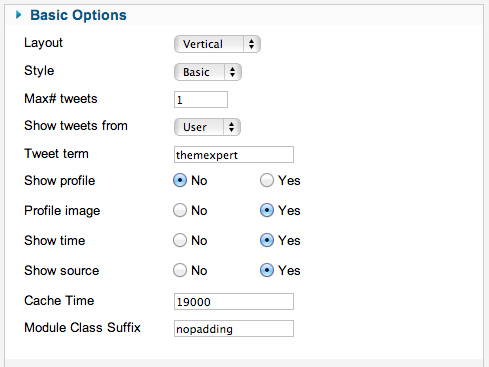 Basic Options
Layout Vertical
Style Basic
Max# tweets 1
Show tweets from User
Tweet term themexpert
Show profile No Yes
Profile image No Yes
Show time No Yes
Show source No Yes
Cache Time 19000
Module Class Suffix nopadding